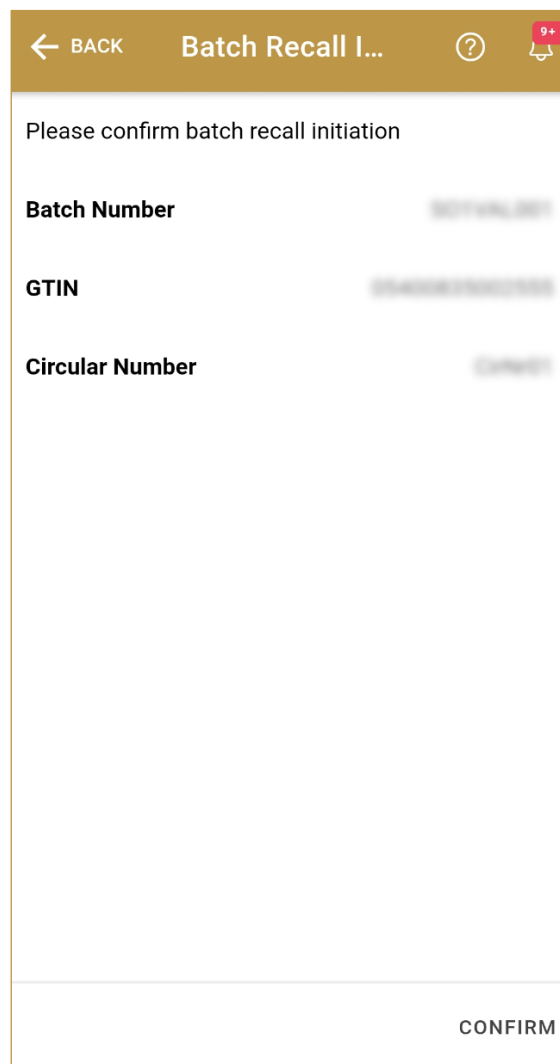 BACK Batch Recall I... 9+
Please confirm batch recall initiation
Batch Number
GTIN
Circular Number
CONFIRM